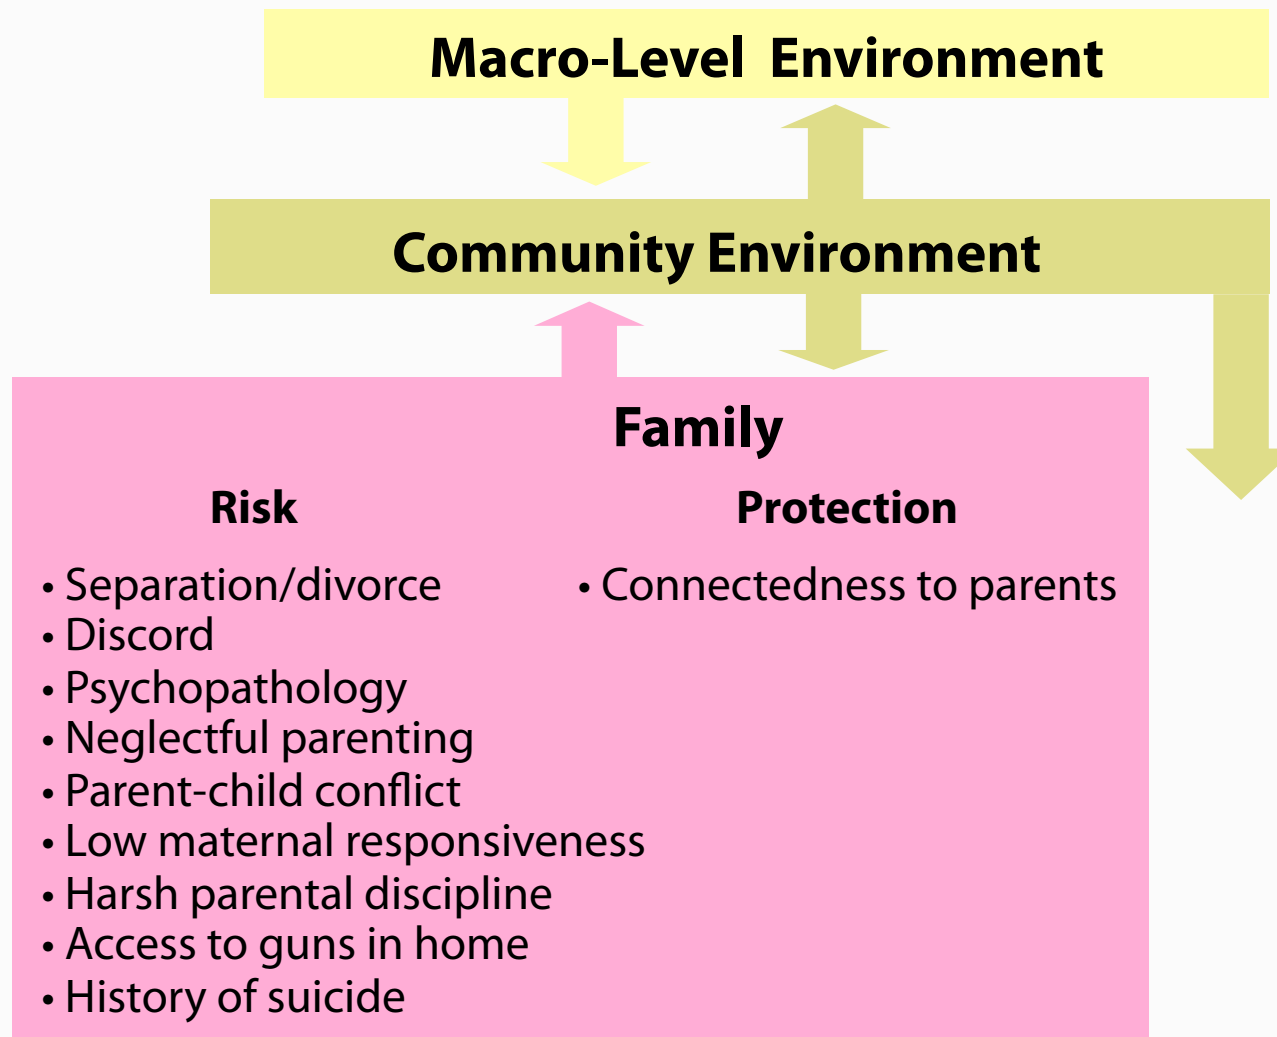 Macro-Level Environment
Community Environment
Family
Risk
Protection
• Separation/divorce
• Connectedness to parents
• Discord
• Psychopathology
• Neglectful parenting
• Parent-child conflict
• Low maternal responsiveness
• Harsh parental discipline
• Access to guns in home
• History of suicide